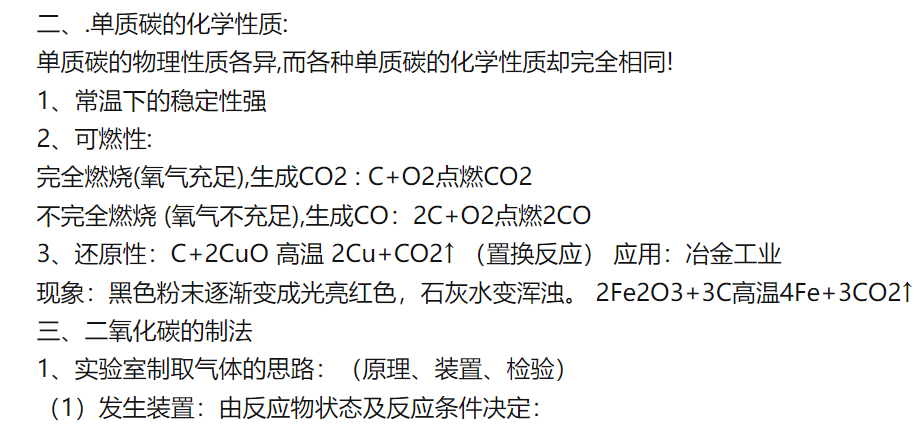 二、.单质碳的化学性质:
单质碳的物理性质各异,而各种单质碳的化学性质却完全相同!
1、常温下的稳定性强
2、可燃性:
完全燃烧(氧气充足),生成CO2 : C+O2点燃CO2
不完全燃烧 (氧气不充足),生成CO：2C+O2点燃2CO
3、还原性：C+2CuO 高温 2Cu+CO2↑ （置换反应） 应用：冶金工业
现象：黑色粉末逐渐变成光亮红色，石灰水变浑浊。 2Fe2O3+3C高温4Fe+3CO2↑
三、二氧化碳的制法
1、实验室制取气体的思路：（原理、装置、检验）
（1）发生装置：由反应物状态及反应条件决定：